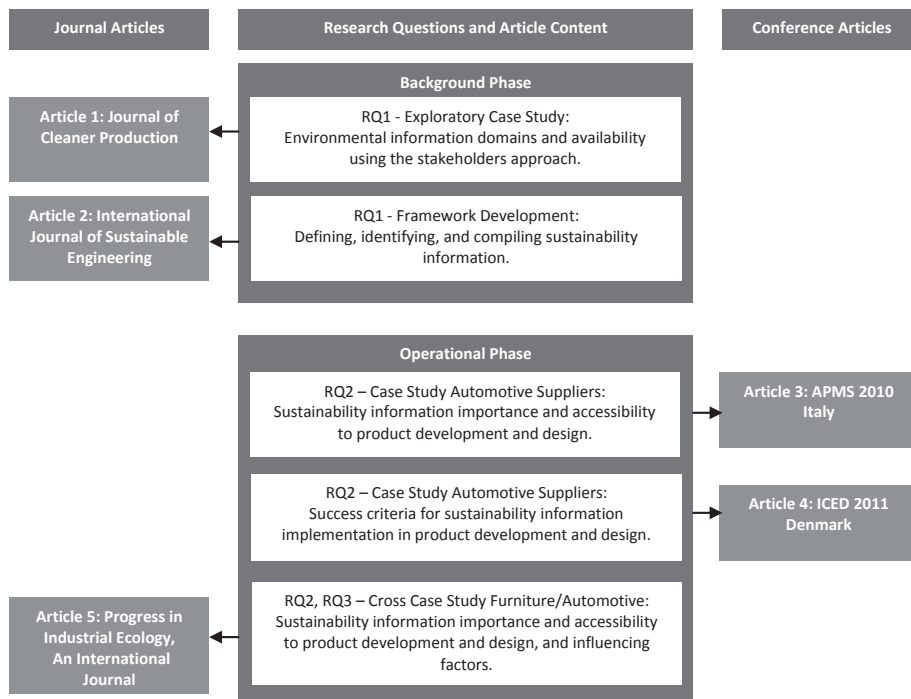 Journal Articles
Research Questions and Article Content
Conference Articles
Background Phase
Article 1: Journal of
Cleaner Production
RQ1 - Exploratory Case Study:
Environmental information domains and availability
using the stakeholders approach.
Article 2: International
Journal of Sustainable
Engineering
RQ1 - Framework Development:
Defining, identifying, and compiling sustainability
information.
Operational Phase
RQ2 – Case Study Automotive Suppliers:
Sustainability information importance and accessibility
to product development and design.
Article 3: APMS 2010
Italy
RQ2 – Case Study Automotive Suppliers:
Success criteria for sustainability information
implementation in product development and design.
Article 4: ICED 2011
Denmark
Article 5: Progress in
Industrial Ecology,
An International
Journal
RQ2, RQ3 – Cross Case Study Furniture/Automotive:
Sustainability information importance and accessibility
to product development and design, and influencing
factors.